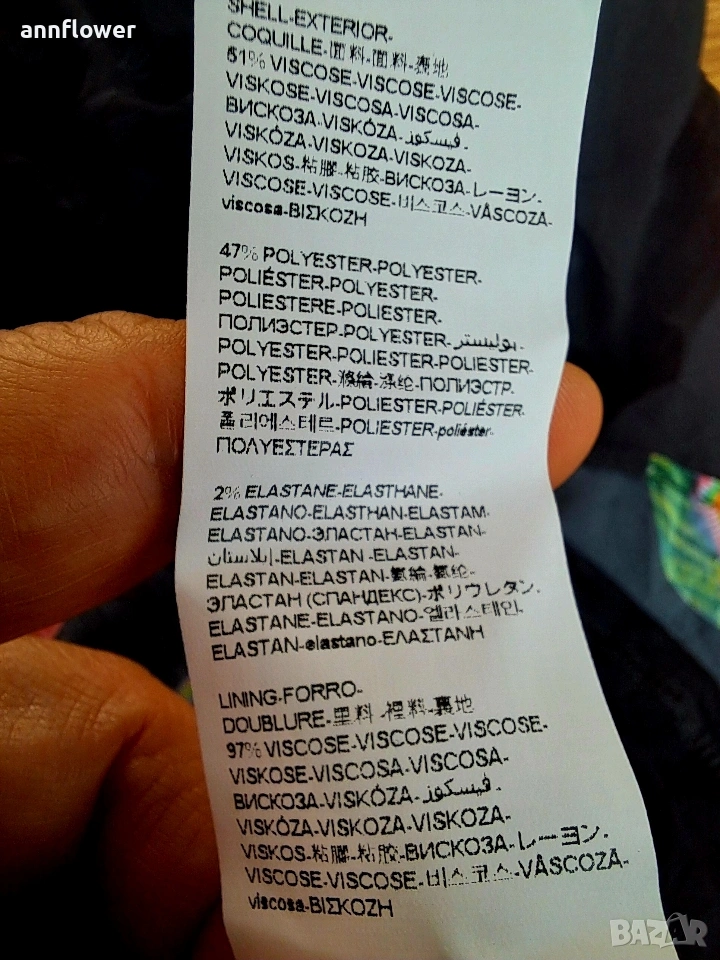 annflower
SHELL-EXTERIOR-
COQUILLE-面料-面料-表地
51% VISCOSE-VISCOSE-VISCOSE-
VISKOSE-VISCOSA-VISCOSA-
ВИСКОЗА-VISKÓZA-فيسكوز-
VISKÓZA-VISKOZA-VISKOZA-
VISKOS-粘膠-粘胶-ВИСКОЗА-レーヨン-
VISCOSE-VISCOSE-비스코스-VÂSCOZĂ-
viscosa-ΒΙΣΚΟΖΗ
47% POLYESTER-POLYESTER-
POLIÉSTER-POLYESTER-
POLIESTERE-POLIESTER-
ПОЛИЭСТЕР-POLYESTER-بوليستر-
POLYESTER-POLIESTER-POLIESTER-
POLYESTER-滌綸-涤纶-ПОЛИЭСТР-
ポリエステル-POLIESTER-POLIÉSTER-
폴리에스테르-POLIESTER-poliéster-
ΠΟΛΥΕΣΤΕΡΑΣ
2% ELASTANE-ELASTHANE-
ELASTANO-ELASTHAN-ELASTAM-
ELASTANO-ЭЛАСТАН-ELASTAN-
إيلاستان-ELASTAN -ELASTAN-
ELASTAN-ELASTAN-氨綸-氨纶-
ЭЛАСТАН (СПАНДЕКС)-ポリウレタン-
ELASTANE-ELASTANO-엘라스테인-
ELASTAN-elastano-ΕΛΑΣΤΑΝΗ
LINING-FORRO-
DOUBLURE-里料-裡料-裏地
97% VISCOSE-VISCOSE-VISCOSE-
VISKOSE-VISCOSA-VISCOSA-
ВИСКОЗА-VISKÓZA-فيسكوز-
VISKÓZA-VISKOZA-VISKOZA-
VISKOS-粘膠-粘胶-ВИСКОЗА-レーヨン-
VISCOSE-VISCOSE-비스코스-VÂSCOZĂ-
viscosa-ΒΙΣΚΟΖΗ
BAZAR